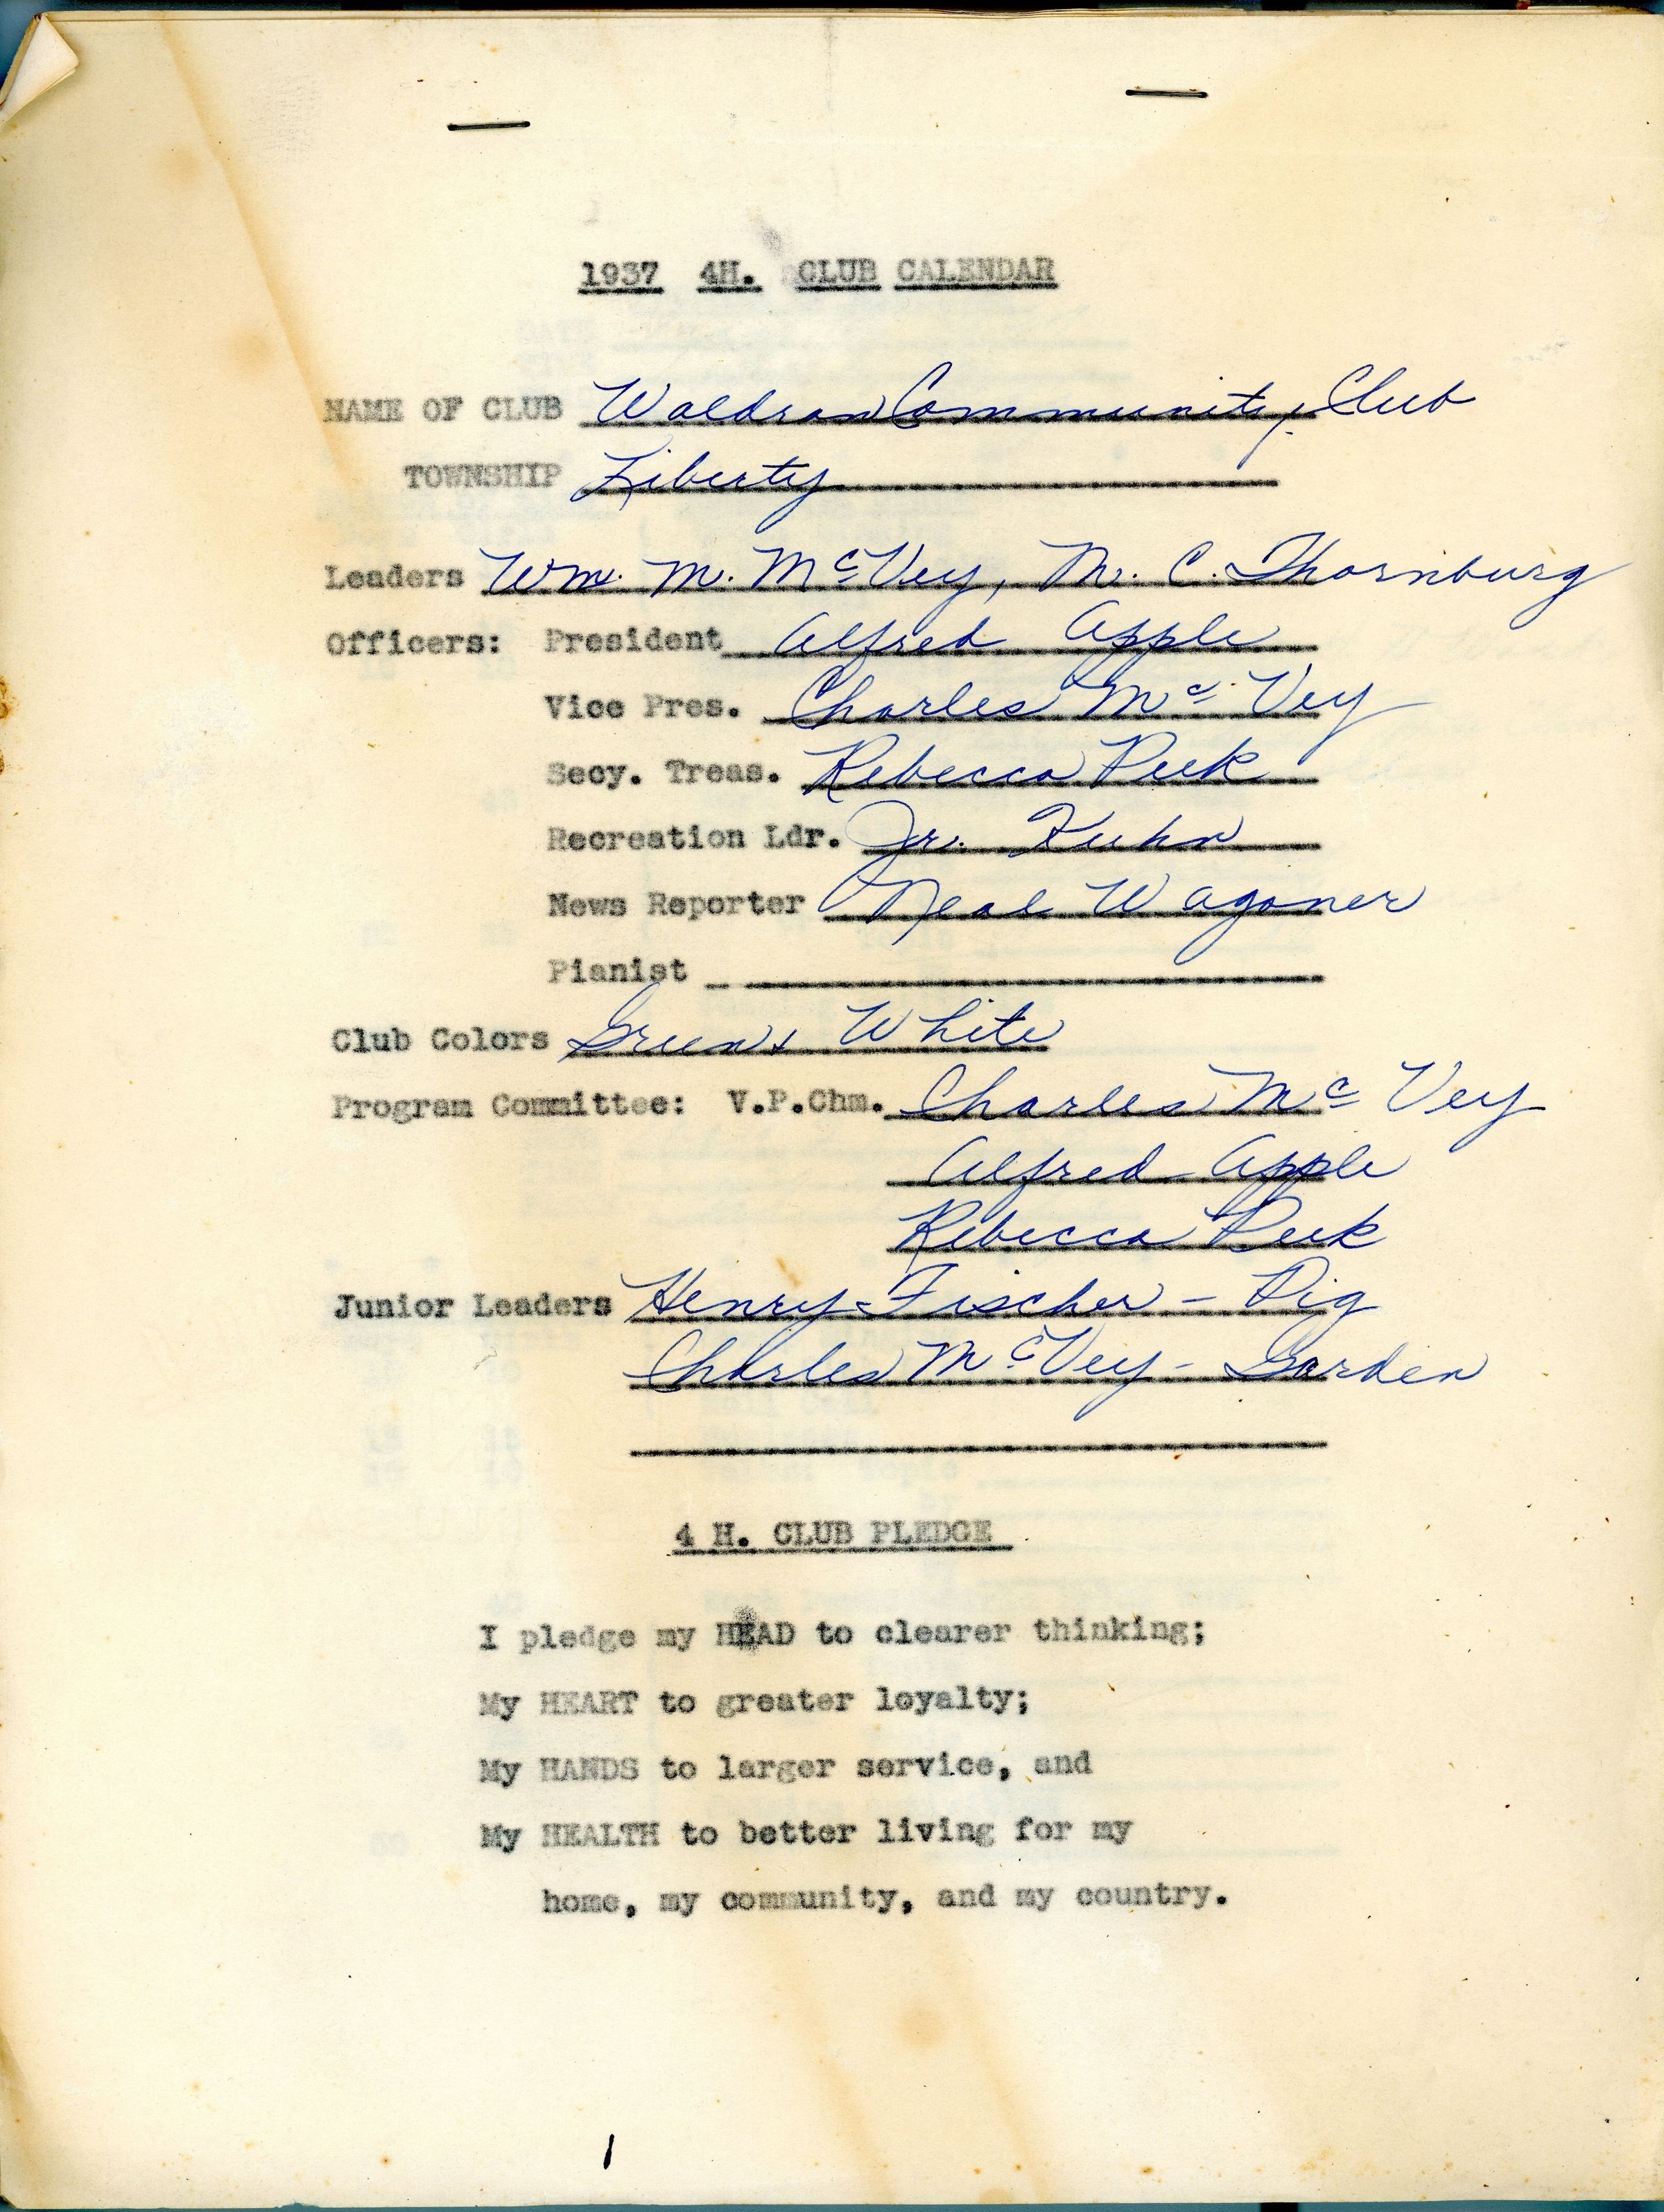 1937 4H. CLUB CALENDAR
NAME OF CLUB Waldron Community Club
TOWNSHIP Liberty
Leaders Wm. M. McVey, M. C. Thornburg
Officers: President Alfred Apple
Vice Pres. Charles McVey
Secy. Treas. Rebecca Peek
Recreation Ldr. Jr. Kuhn
News Reporter Neal Wagoner
Pianist
Club Colors Green & White
Program Committee: V.P.Chm. Charles McVey
Alfred Apple
Rebecca Peek
Junior Leaders Henry Fischer - Pig
Charles McVey - Garden
4 H. CLUB PLEDGE
I pledge my HEAD to clearer thinking;
My HEART to greater loyalty;
My HANDS to larger service, and
My HEALTH to better living for my
home, my community, and my country.
1